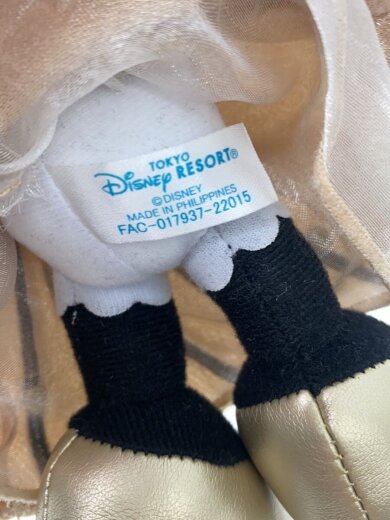 TOKYO
Disney RESORT®
©DISNEY
MADE IN PHILIPPINES
FAC-017937-22015